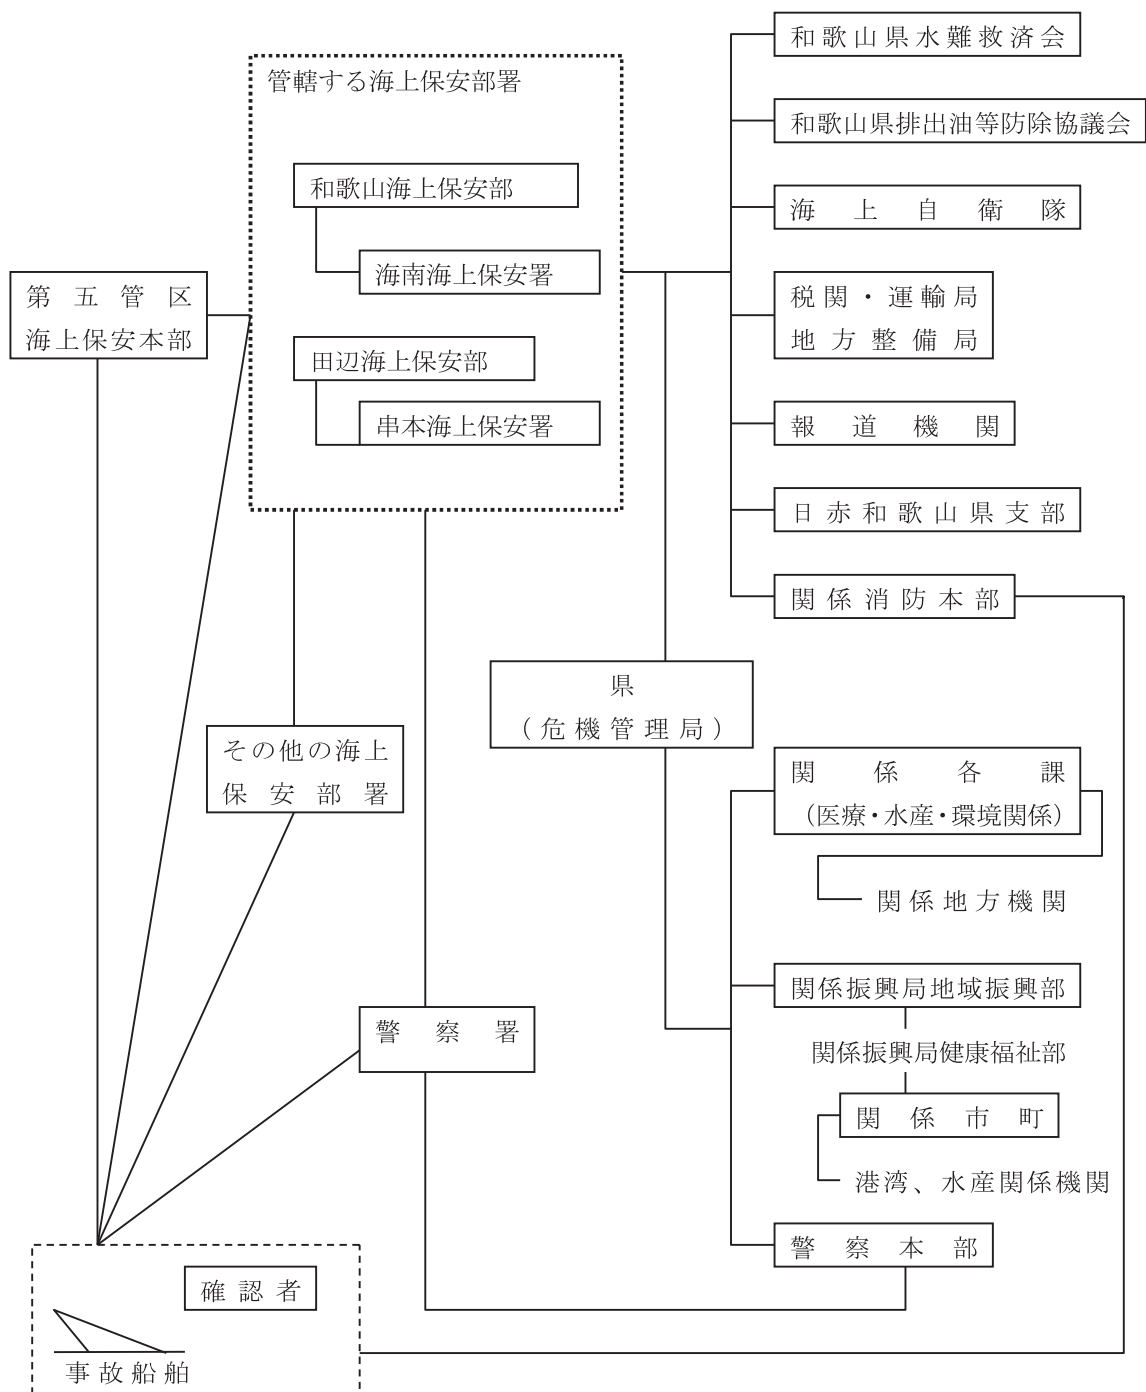 和歌山県水難救済会
管轄する海上保安部署
和歌山県排出油等防除協議会
和歌山海上保安部
海上自衛隊
海南海上保安署
第五管区
海上保安本部
税関・運輸局
地方整備局
田辺海上保安部
串本海上保安署
報道機関
日赤和歌山県支部
関係消防本部
県
（危機管理局）
その他の海上
保安部署
関係各課
（医療・水産・環境関係）
関係地方機関
関係振興局地域振興部
警察署
関係振興局健康福祉部
関係市町
港湾、水産関係機関
警察本部
確認者
事故船舶